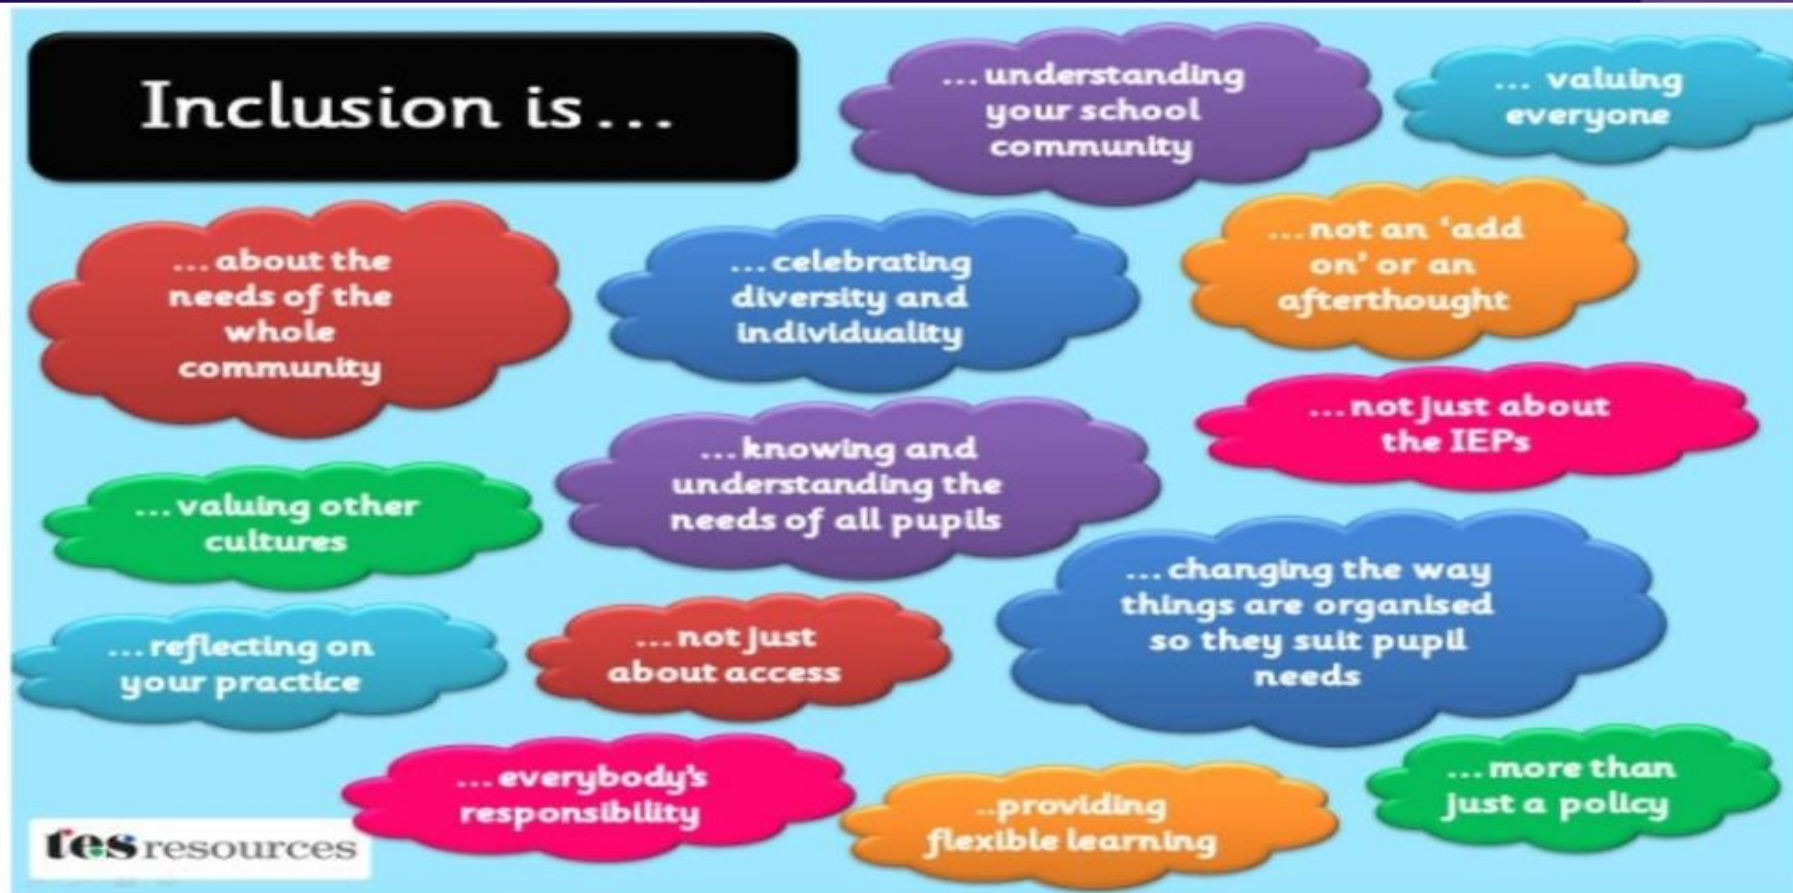 Inclusion is...
...understanding
your school
community
... valuing
everyone
...about the
needs of the
whole
community
...celebrating
diversity and
individuality
...not an ‘add
on’ or an
afterthought
...not just about
the IEPs
...knowing and
understanding the
needs of all pupils
...valuing other
cultures
...changing the way
things are organised
so they suit pupil
needs
...reflecting on
your practice
...not just
about access
...everybody's
responsibility
..providing
flexible learning
...more than
just a policy
tes resources